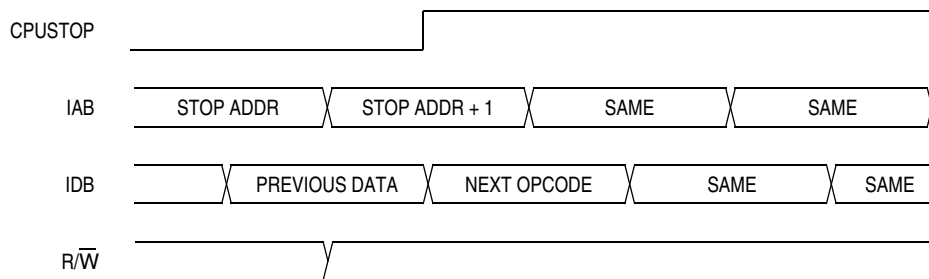 CPUSTOP
IAB STOP ADDR STOP ADDR + 1 SAME SAME
IDB PREVIOUS DATA NEXT OPCODE SAME SAME
R/W̅